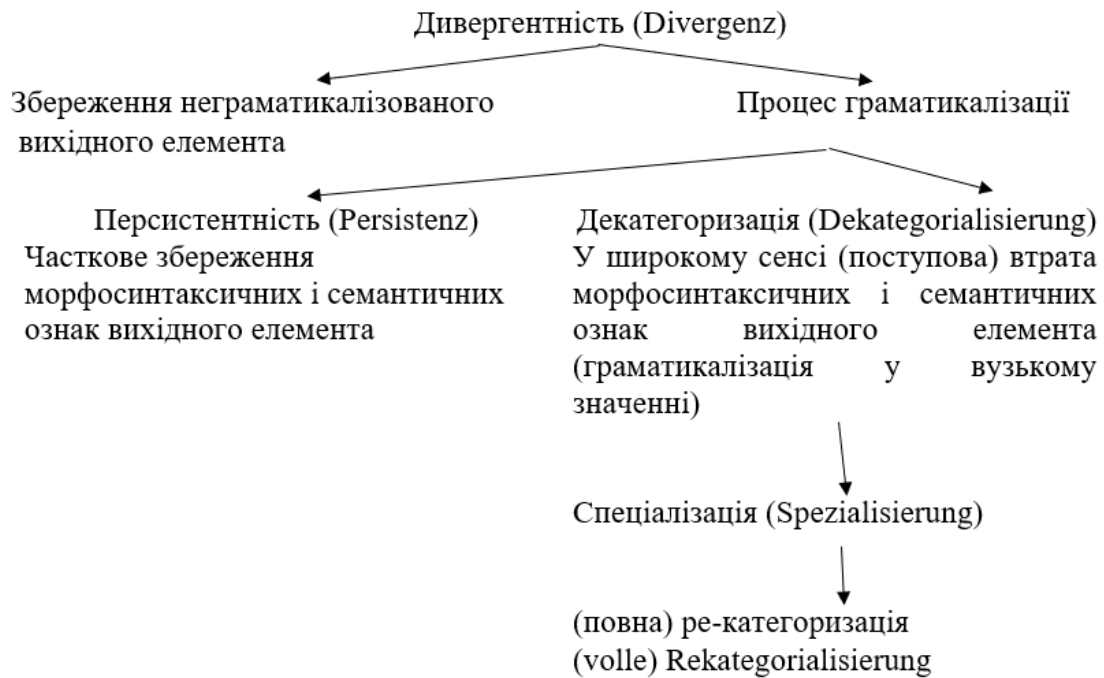 Дивергентність (Divergenz)
Збереження неграматикалізованого
вихідного елемента
Процес граматикалізації
Персистентність (Persistenz)
Часткове збереження
морфосинтаксичних і семантичних
ознак вихідного елемента
Декатегоризація (Dekategorialisierung)
У широкому сенсі (поступова) втрата
морфосинтаксичних і семантичних
ознак вихідного елемента
(граматикалізація у вузькому
значенні)
Спеціалізація (Spezialisierung)
(повна) ре-категоризація
(volle) Rekategorialisierung